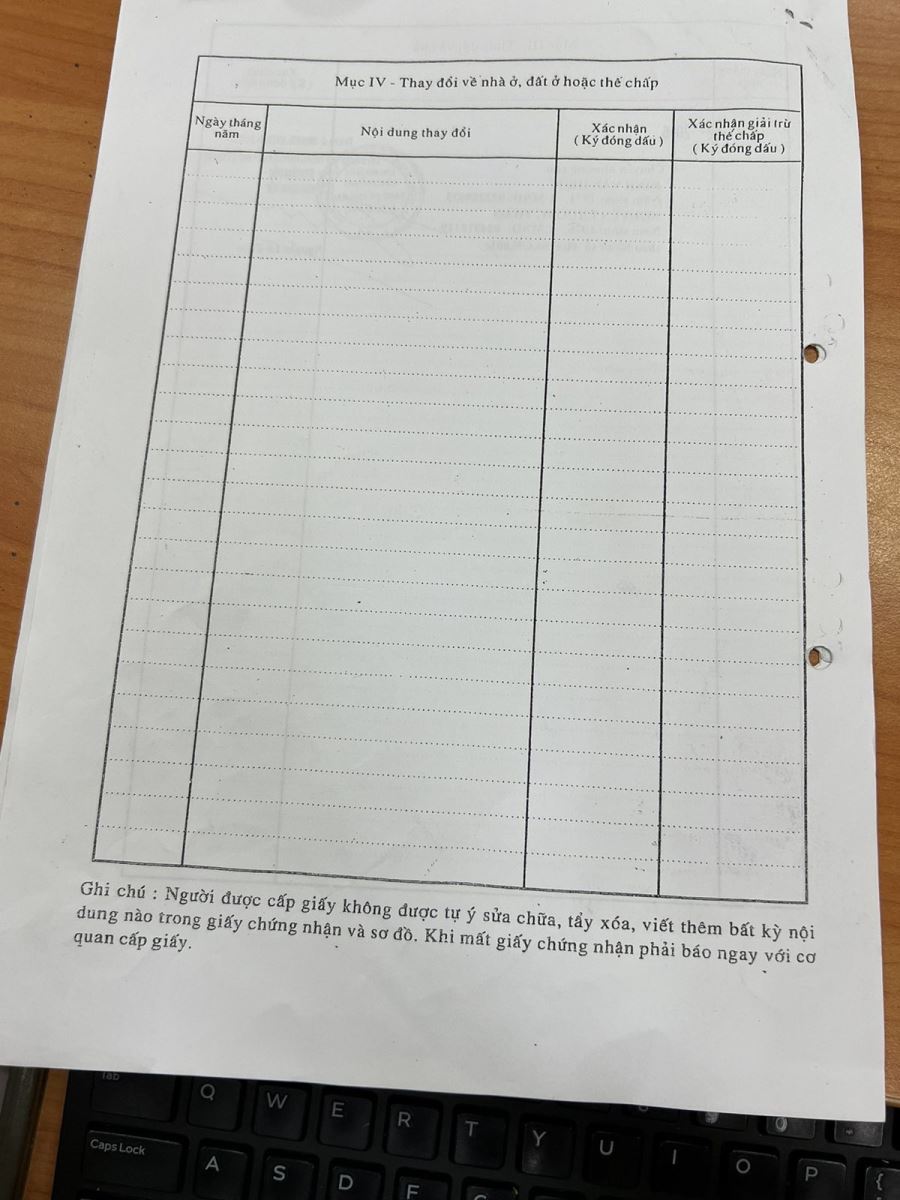 Mục IV - Thay đổi về nhà ở, đất ở hoặc thế chấp
Ngày tháng
năm
Nội dung thay đổi
Xác nhận
( Ký đóng dấu )
Xác nhận giải trừ
thế chấp
( Ký đóng dấu )
Ghi chú : Người được cấp giấy không được tự ý sửa chữa, tẩy xóa, viết thêm bất kỳ nội
dung nào trong giấy chứng nhận và sơ đồ. Khi mất giấy chứng nhận phải báo ngay với cơ
quan cấp giấy.
Tab
Q W E R T Y U I O P {
Caps Lock
A S D F G